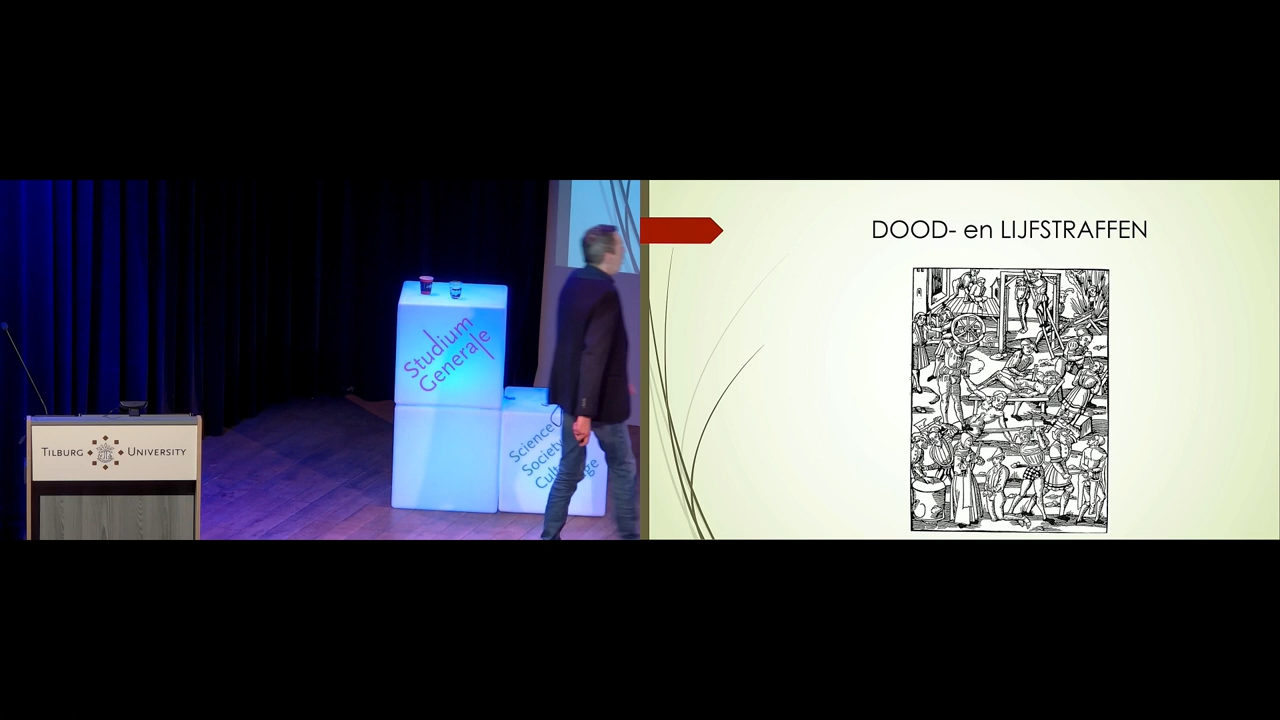 Studium
Generale
Science
Society
TILBURG UNIVERSITY
DOOD- en LIJFSTRAFFEN